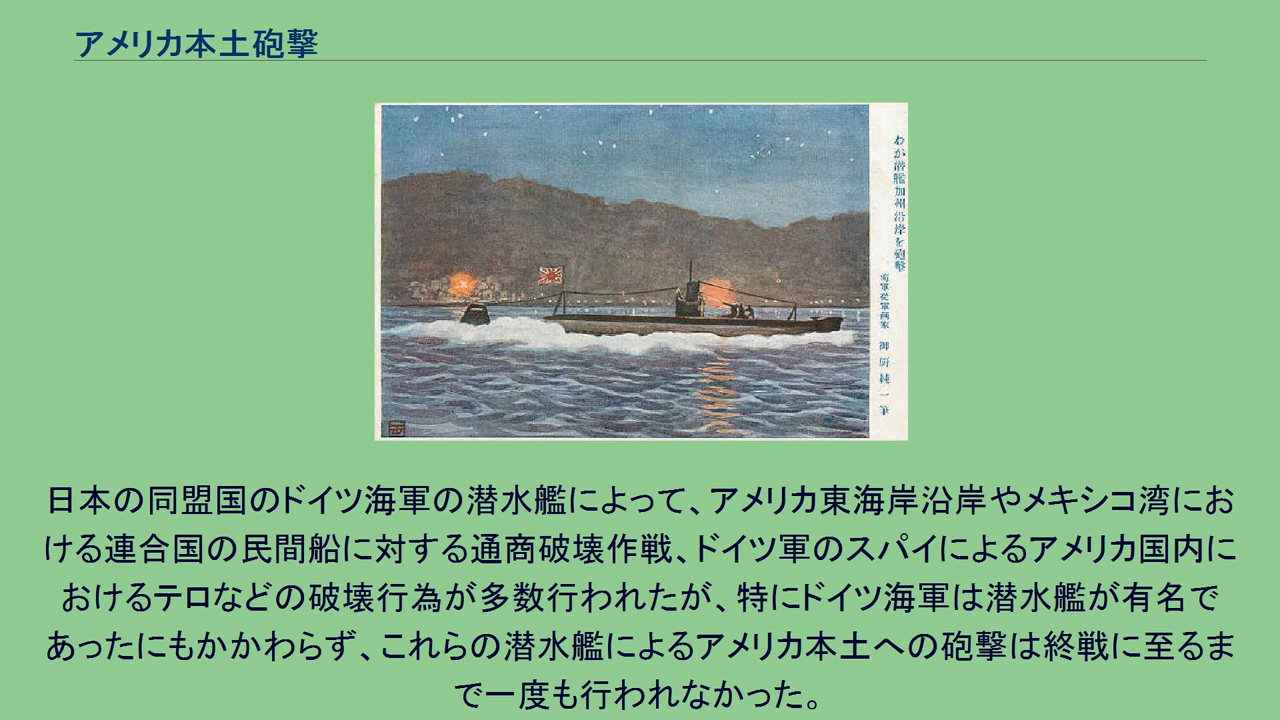 アメリカ本土砲撃
わが潜艦加州沿岸を砲撃
海軍従軍画家 御厨純一筆
日本の同盟国のドイツ海軍の潜水艦によって、アメリカ東海岸沿岸やメキシコ湾にお
ける連合国の民間船に対する通商破壊作戦、ドイツ軍のスパイによるアメリカ国内に
おけるテロなどの破壊行為が多数行われたが、特にドイツ海軍は潜水艦が有名で
あったにもかかわらず、これらの潜水艦によるアメリカ本土への砲撃は終戦に至るま
で一度も行われなかった。